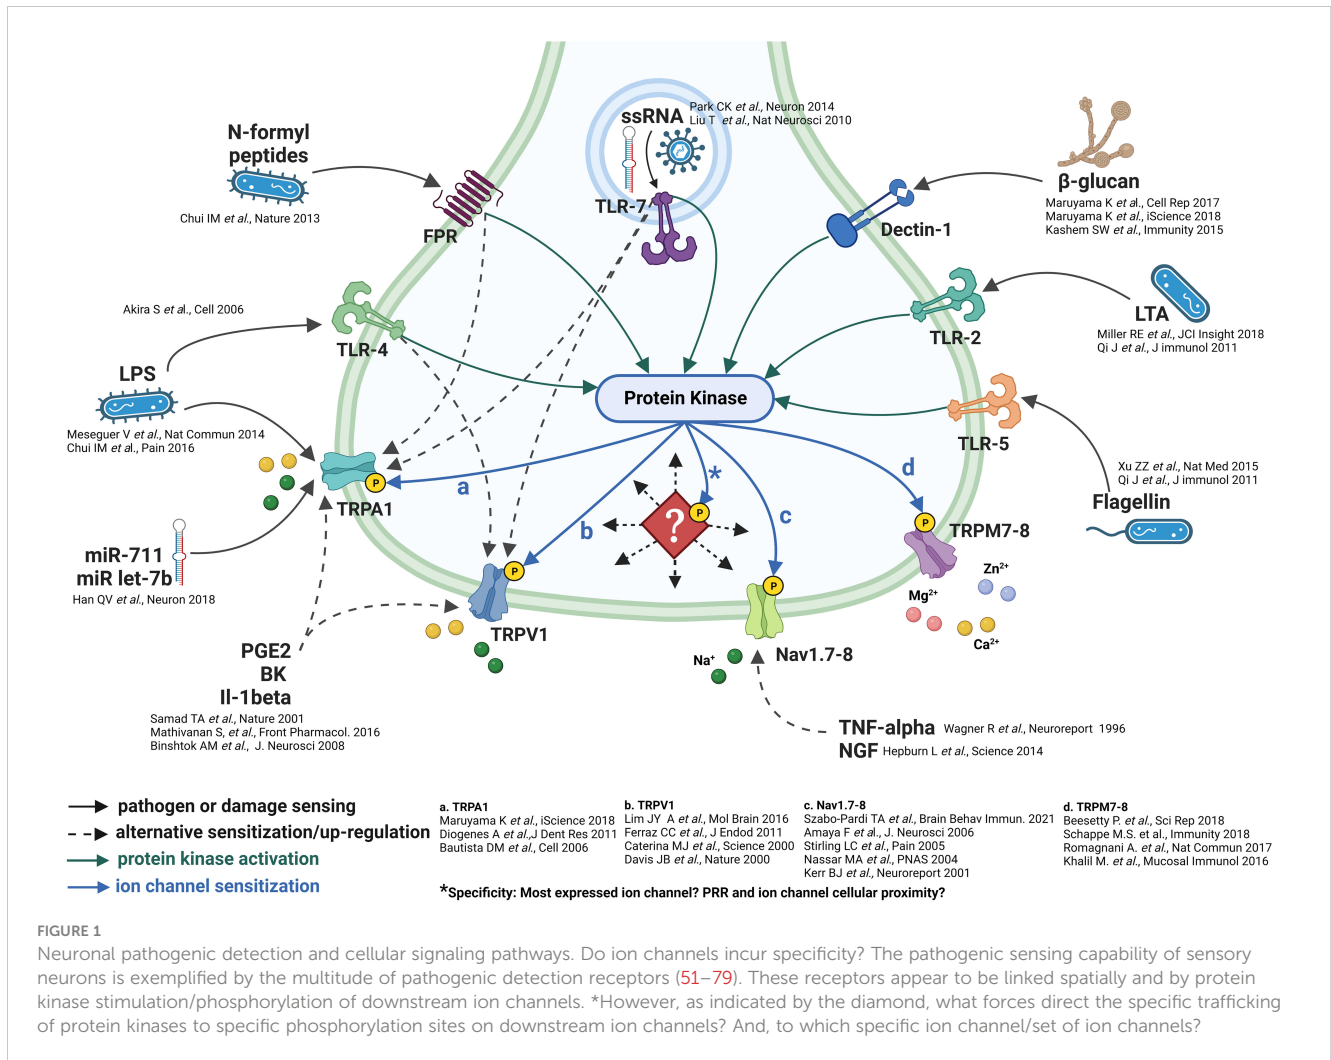 N-formyl
peptides
Chui IM et al., Nature 2013
FPR
ssRNA
Park CK et al., Neuron 2014
Liu T et al., Nat Neurosci 2010
TLR-7
β-glucan
Maruyama K et al., Cell Rep 2017
Maruyama K et al., iScience 2018
Kashem SW et al., Immunity 2015
Dectin-1
Akira S et al., Cell 2006
TLR-4
LPS
Meseguer V et al., Nat Commun 2014
Chui IM et al., Pain 2016
LTA
Miller RE et al., JCI Insight 2018
Qi J et al., J immunol 2011
TLR-2
Protein Kinase
TLR-5
Xu ZZ et al., Nat Med 2015
Qi J et al., J immunol 2011
Flagellin
P
TRPA1
a
b
*
c
d
?
P
P
P
P
miR-711
miR let-7b
Han QV et al., Neuron 2018
TRPV1
TRPM7-8
Zn2+
Mg2+
Ca2+
Na+
Nav1.7-8
PGE2
BK
Il-1beta
Samad TA et al., Nature 2001
Mathivanan S, et al., Front Pharmacol. 2016
Binshtok AM et al., J. Neurosci 2008
TNF-alpha Wagner R et al., Neuroreport 1996
NGF Hepburn L et al., Science 2014
pathogen or damage sensing
alternative sensitization/up-regulation
protein kinase activation
ion channel sensitization
a. TRPA1
Maruyama K et al., iScience 2018
Diogenes A et al.,J Dent Res 2011
Bautista DM et al., Cell 2006
b. TRPV1
Lim JY A et al., Mol Brain 2016
Ferraz CC et al., J Endod 2011
Caterina MJ et al., Science 2000
Davis JB et al., Nature 2000
c. Nav1.7-8
Szabo-Pardi TA et al., Brain Behav Immun. 2021
Amaya F et al., J. Neurosci 2006
Stirling LC et al., Pain 2005
Nassar MA et al., PNAS 2004
Kerr BJ et al., Neuroreport 2001
d. TRPM7-8
Beesetty P. et al., Sci Rep 2018
Schappe M.S. et al., Immunity 2018
Romagnani A. et al., Nat Commun 2017
Khalil M. et al., Mucosal Immunol 2016
*Specificity: Most expressed ion channel? PRR and ion channel cellular proximity?
FIGURE 1
Neuronal pathogenic detection and cellular signaling pathways. Do ion channels incur specificity? The pathogenic sensing capability of sensory
neurons is exemplified by the multitude of pathogenic detection receptors (51–79). These receptors appear to be linked spatially and by protein
kinase stimulation/phosphorylation of downstream ion channels. *However, as indicated by the diamond, what forces direct the specific trafficking
of protein kinases to specific phosphorylation sites on downstream ion channels? And, to which specific ion channel/set of ion channels?